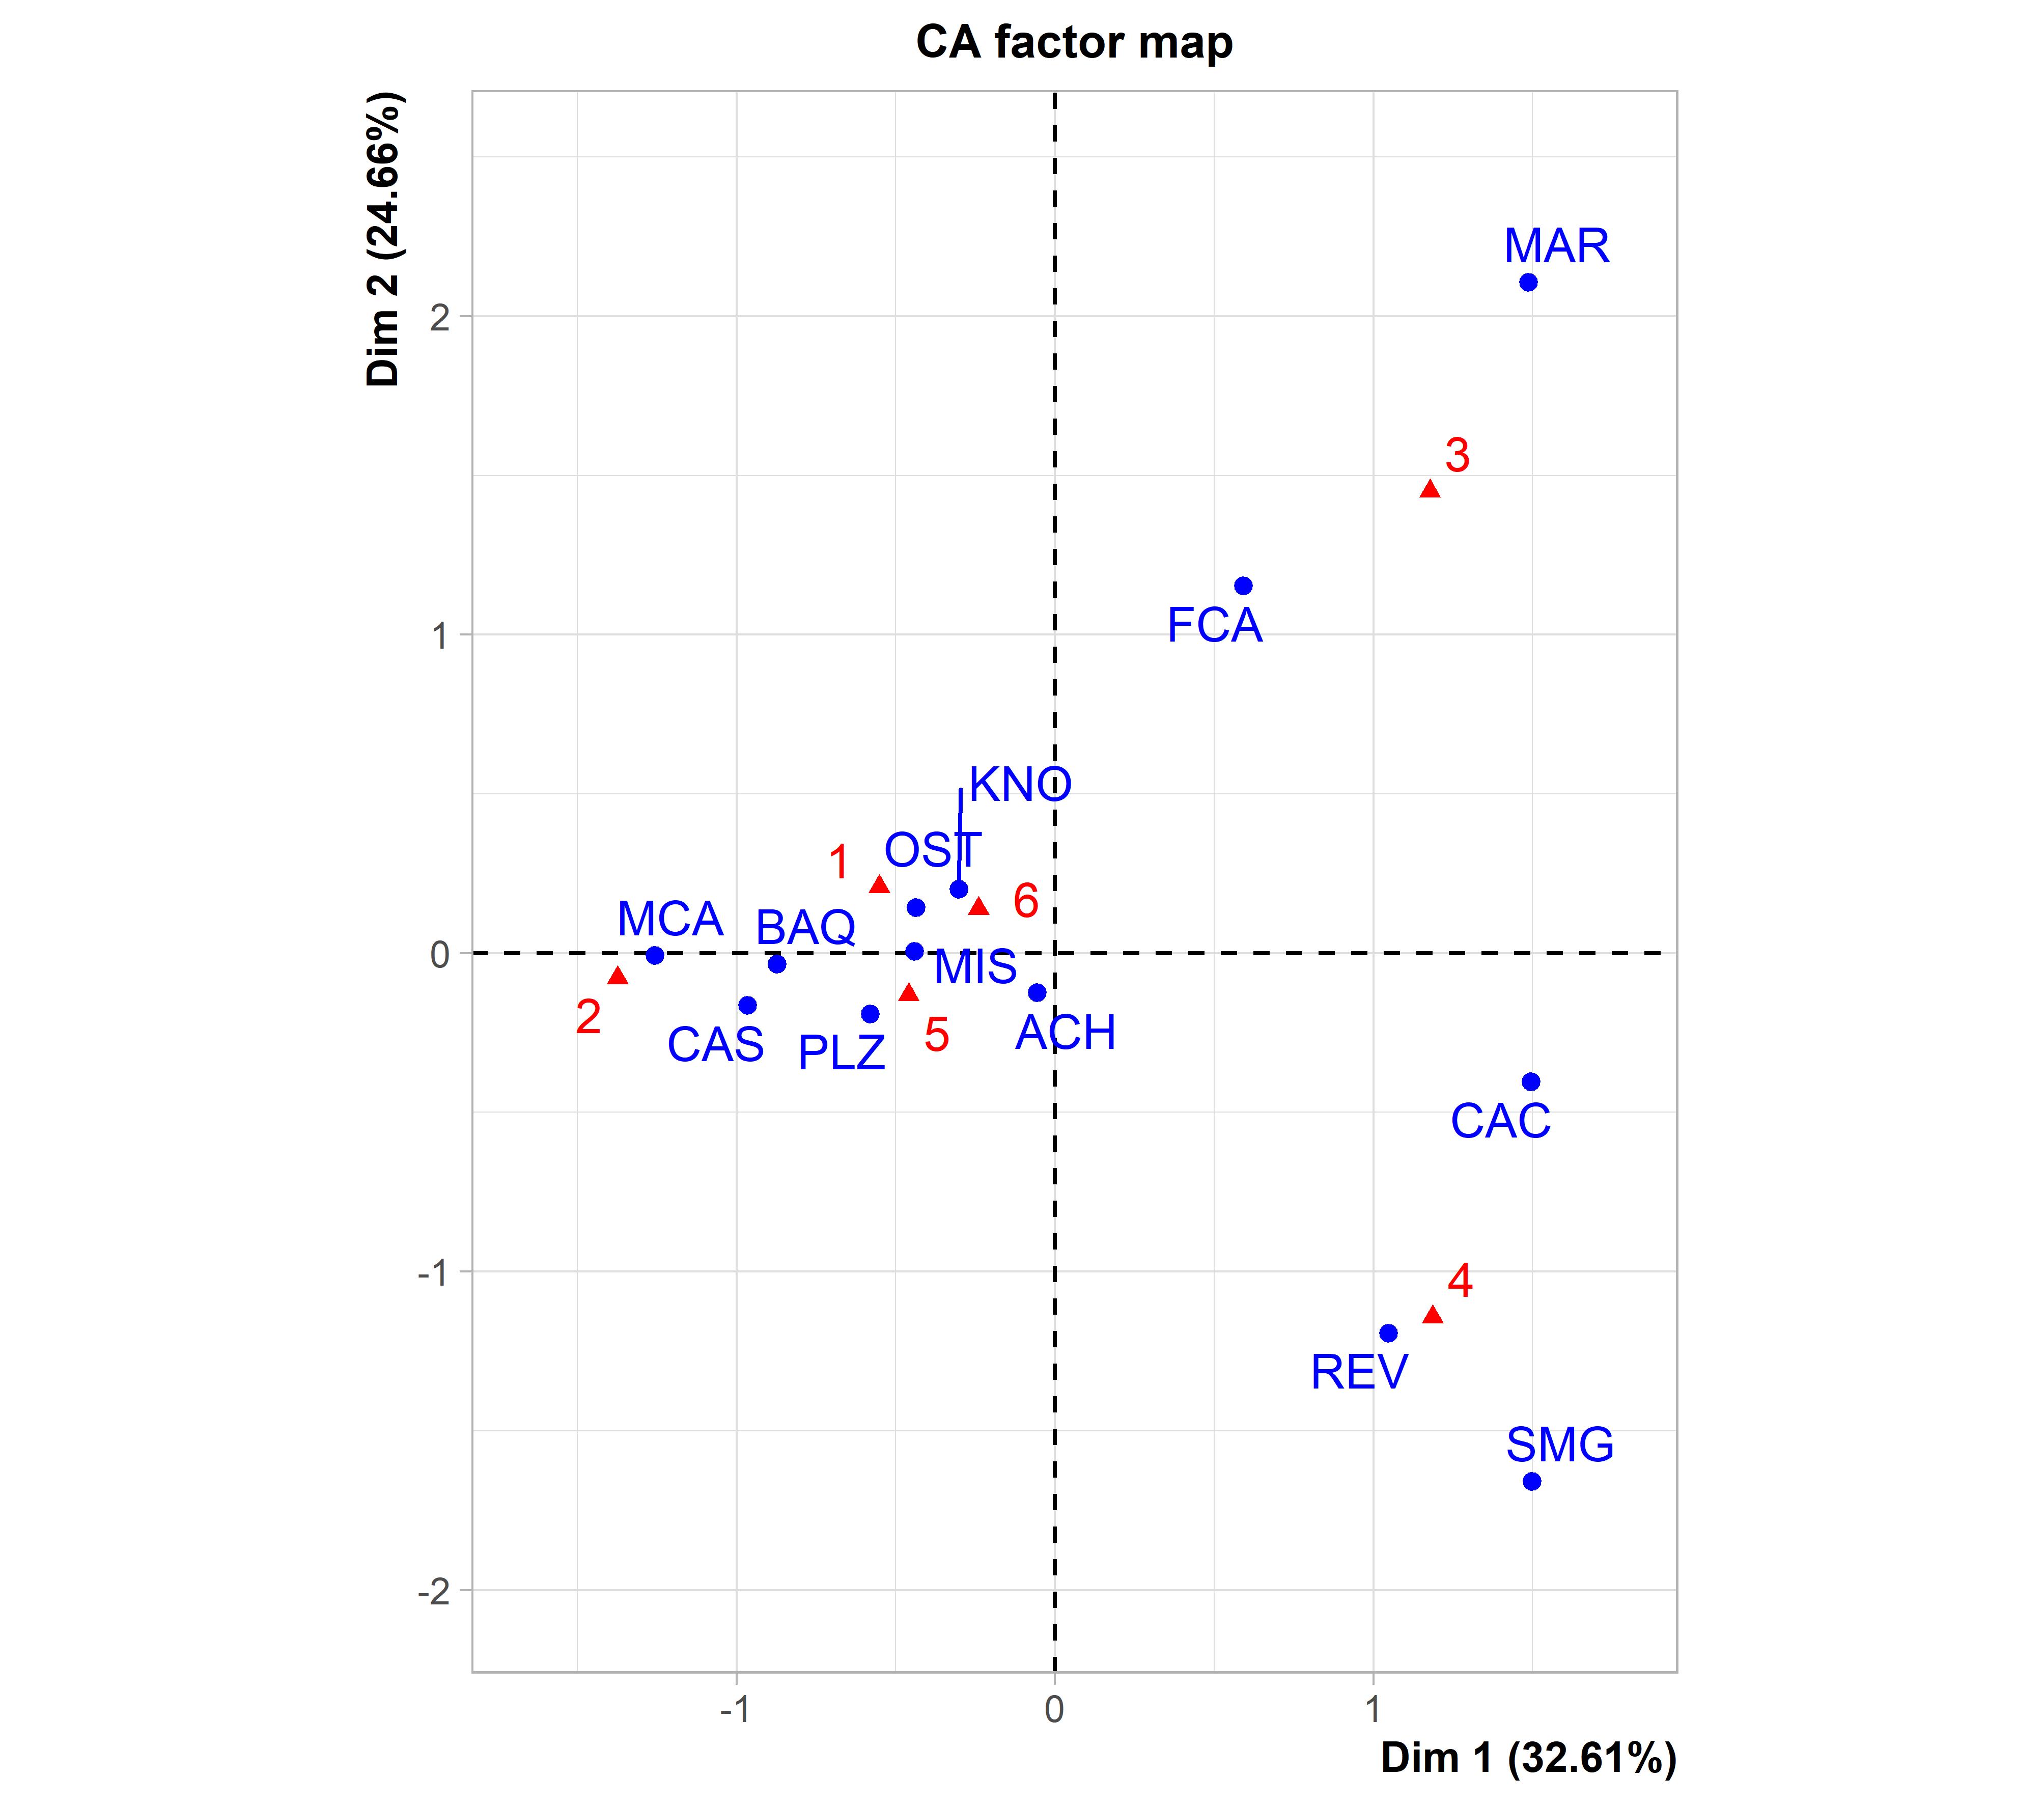 CA factor map
Dim 2 (24.66%)
MAR
2
3
FCA
1
KNO
OST
1
6
MCA
BAQ
0
MIS
2
CAS
PLZ
5
ACH
CAC
-1
4
REV
SMG
-2
-1
0
1
Dim 1 (32.61%)